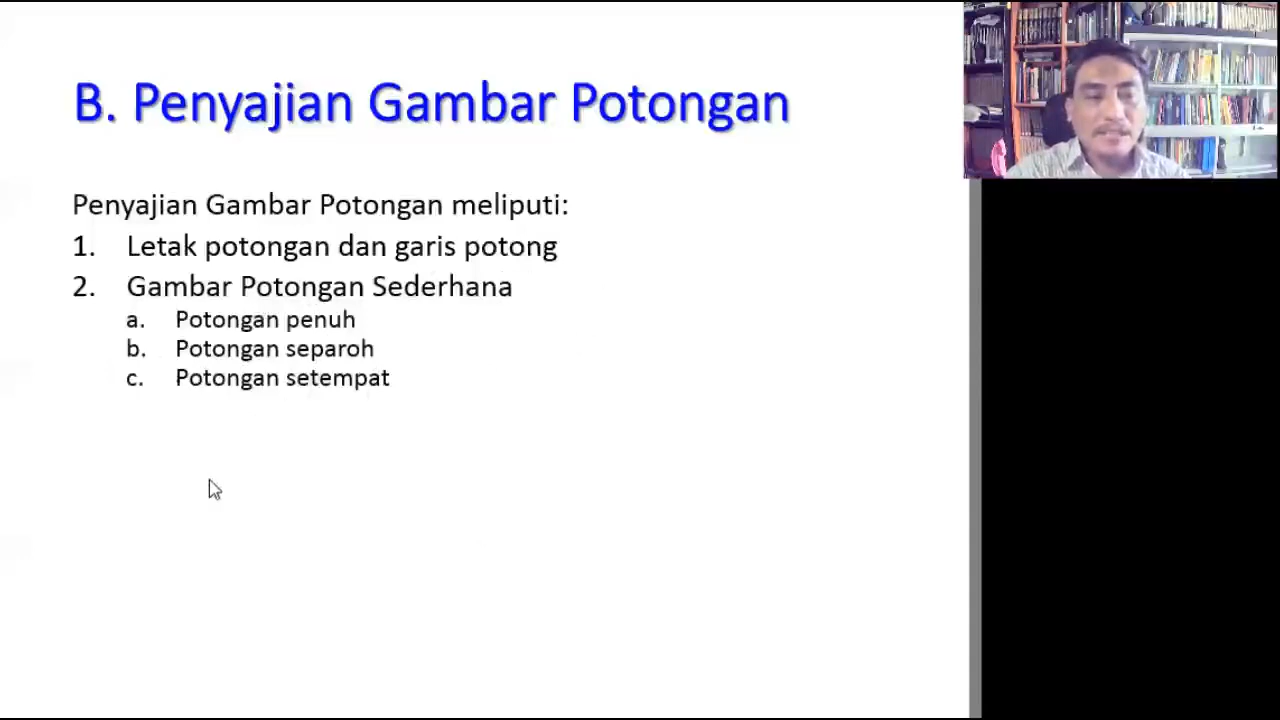 B. Penyajian Gambar Potongan
Penyajian Gambar Potongan meliputi:
1. Letak potongan dan garis potong
2. Gambar Potongan Sederhana
a. Potongan penuh
b. Potongan separoh
c. Potongan setempat